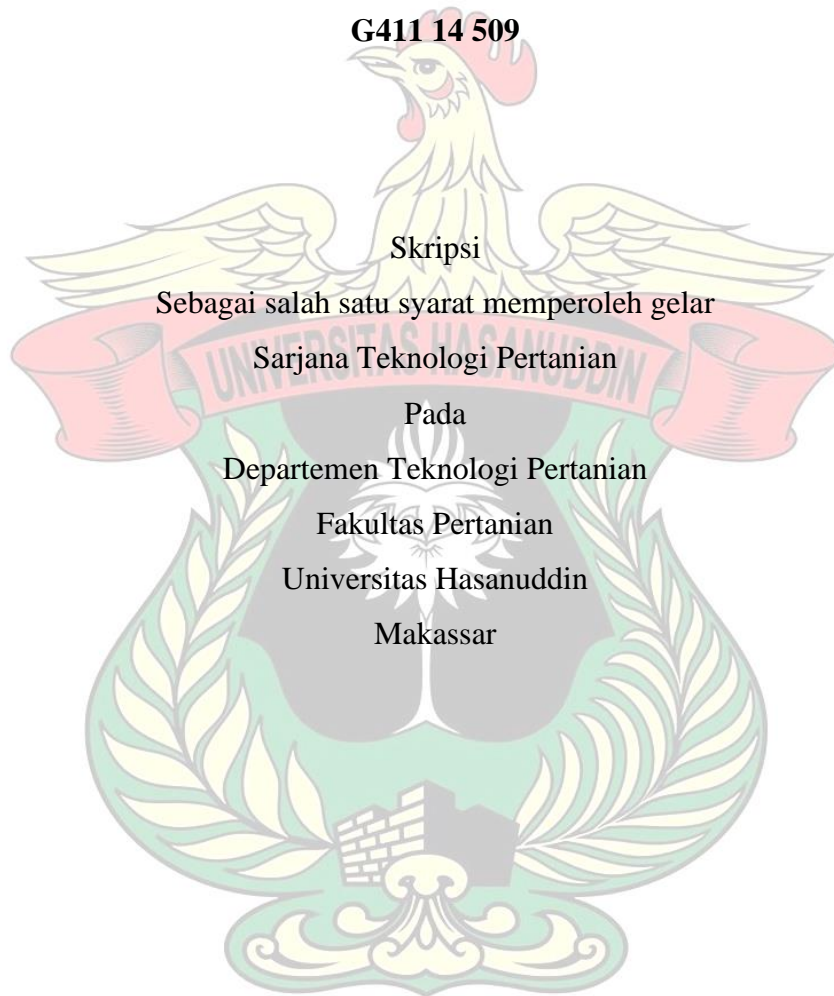 G411 14 509
Skripsi
Sebagai salah satu syarat memperoleh gelar
UNIVERSITAS HASANUDDIN
Sarjana Teknologi Pertanian
Pada
Departemen Teknologi Pertanian
Fakultas Pertanian
Universitas Hasanuddin
Makassar